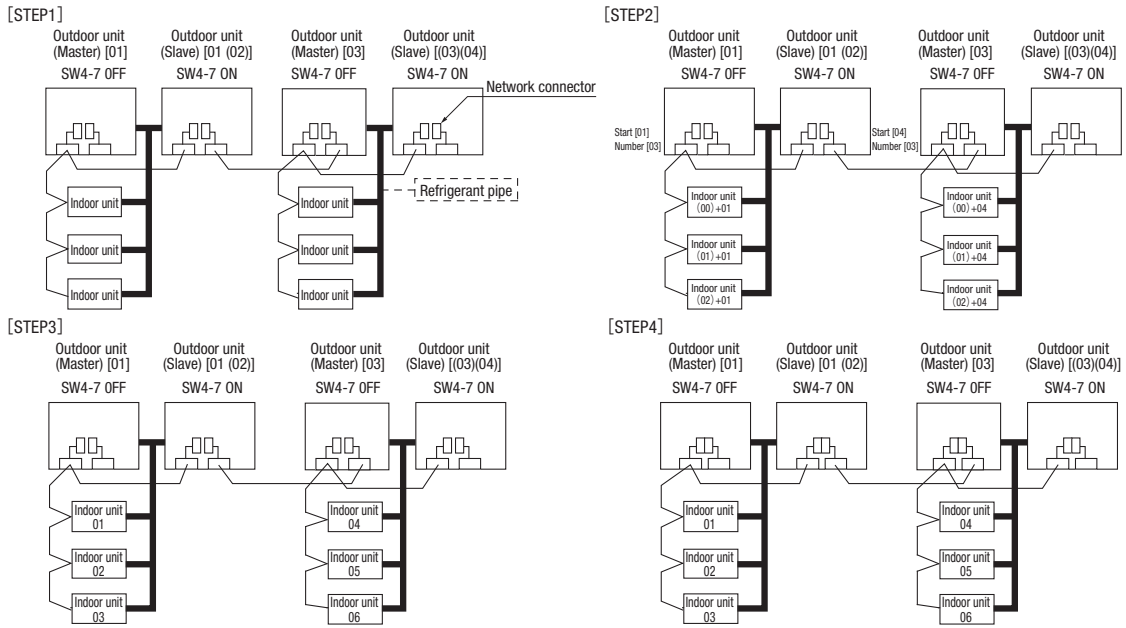 [STEP1]
Outdoor unit
(Master) [01]
Outdoor unit
(Slave) [01 (02)]
Outdoor unit
(Master) [03]
Outdoor unit
(Slave) [(03)(04)]
SW4-7 OFF
SW4-7 ON
SW4-7 OFF
SW4-7 ON
Network connector
Refrigerant pipe
Indoor unit
Indoor unit
Indoor unit
Indoor unit
Indoor unit
Indoor unit
[STEP2]
Outdoor unit
(Master) [01]
Outdoor unit
(Slave) [01 (02)]
Outdoor unit
(Master) [03]
Outdoor unit
(Slave) [(03)(04)]
SW4-7 OFF
SW4-7 ON
SW4-7 OFF
SW4-7 ON
Start [01]
Number [03]
Start [04]
Number [03]
Indoor unit
(00)+01
Indoor unit
(01)+01
Indoor unit
(02)+01
Indoor unit
(00)+04
Indoor unit
(01)+04
Indoor unit
(02)+04
[STEP3]
Outdoor unit
(Master) [01]
Outdoor unit
(Slave) [01 (02)]
Outdoor unit
(Master) [03]
Outdoor unit
(Slave) [(03)(04)]
SW4-7 OFF
SW4-7 ON
SW4-7 OFF
SW4-7 ON
Indoor unit
01
Indoor unit
02
Indoor unit
03
Indoor unit
04
Indoor unit
05
Indoor unit
06
[STEP4]
Outdoor unit
(Master) [01]
Outdoor unit
(Slave) [01 (02)]
Outdoor unit
(Master) [03]
Outdoor unit
(Slave) [(03)(04)]
SW4-7 OFF
SW4-7 ON
SW4-7 OFF
SW4-7 ON
Indoor unit
01
Indoor unit
02
Indoor unit
03
Indoor unit
04
Indoor unit
05
Indoor unit
06